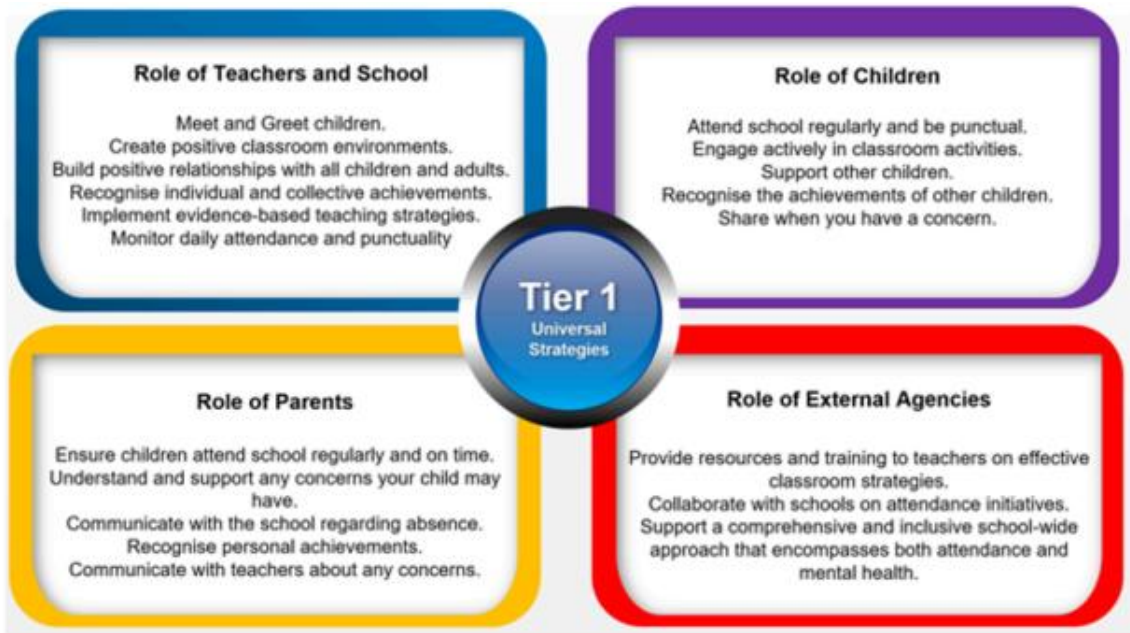 Role of Teachers and School
Meet and Greet children.
Create positive classroom environments.
Build positive relationships with all children and adults.
Recognise individual and collective achievements.
Implement evidence-based teaching strategies.
Monitor daily attendance and punctuality
Role of Children
Attend school regularly and be punctual.
Engage actively in classroom activities.
Support other children.
Recognise the achievements of other children.
Share when you have a concern.
Tier 1
Universal
Strategies
Role of Parents
Ensure children attend school regularly and on time.
Understand and support any concerns your child may
have.
Communicate with the school regarding absence.
Recognise personal achievements.
Communicate with teachers about any concerns.
Role of External Agencies
Provide resources and training to teachers on effective
classroom strategies.
Collaborate with schools on attendance initiatives.
Support a comprehensive and inclusive school-wide
approach that encompasses both attendance and
mental health.